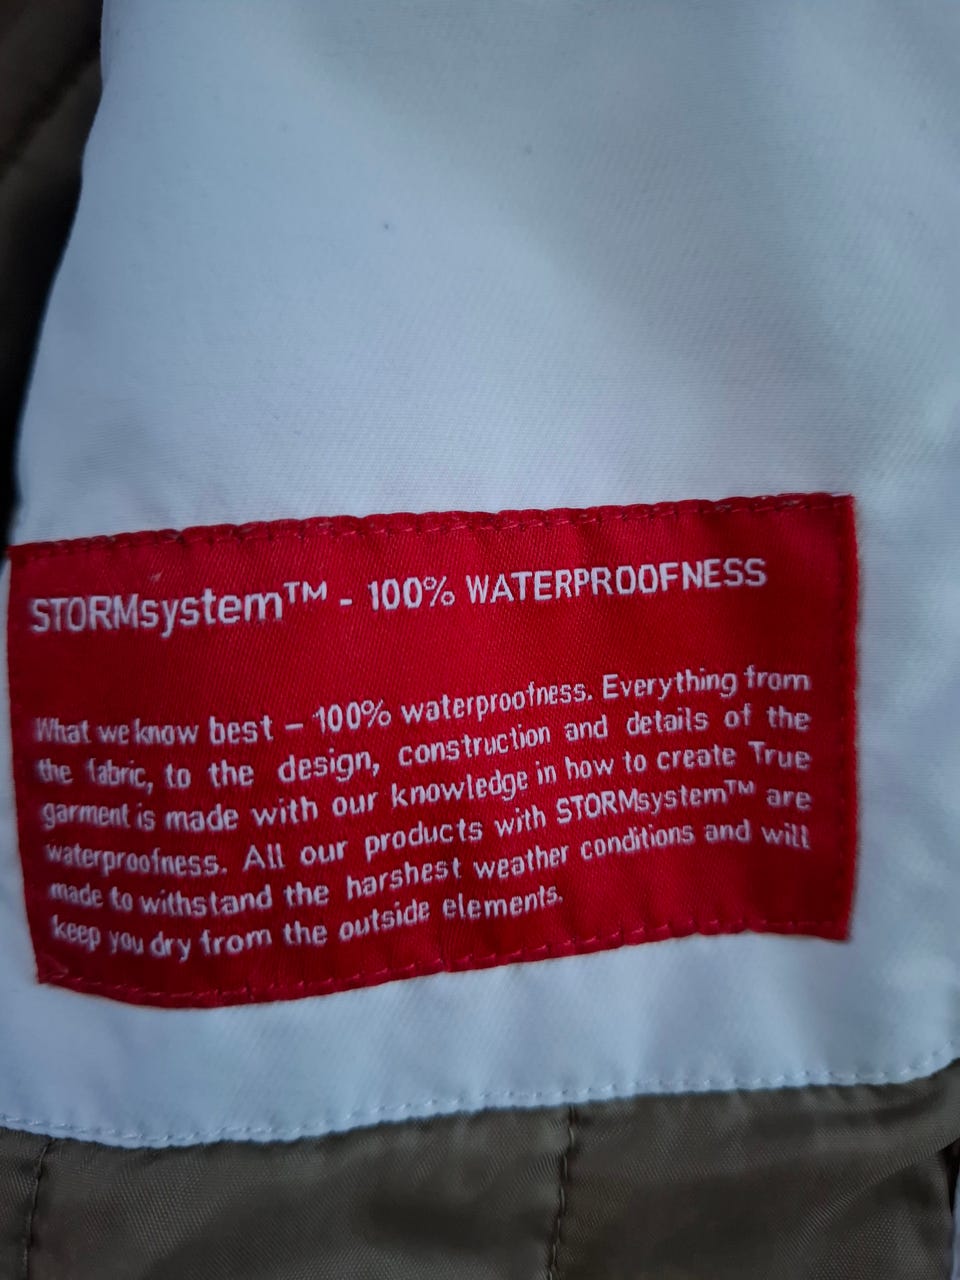 STORMsystem™ - 100% WATERPROOFNESS
What we know best – 100% waterproofness. Everything from
the fabric, to the design, construction and details of the
garment is made with our knowledge in how to create True
waterproofness. All our products with STORMsystem™ are
made to withstand the harshest weather conditions and will
keep you dry from the outside elements.